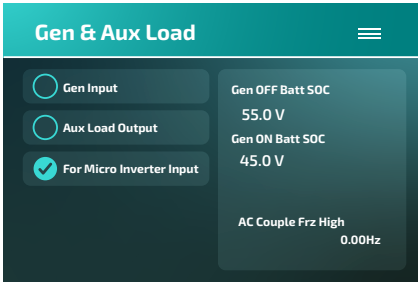 Gen & Aux Load
Gen Input
Aux Load Output
For Micro Inverter Input
Gen OFF Batt SOC
55.0 V
Gen ON Batt SOC
45.0 V
AC Couple Frz High
0.00Hz